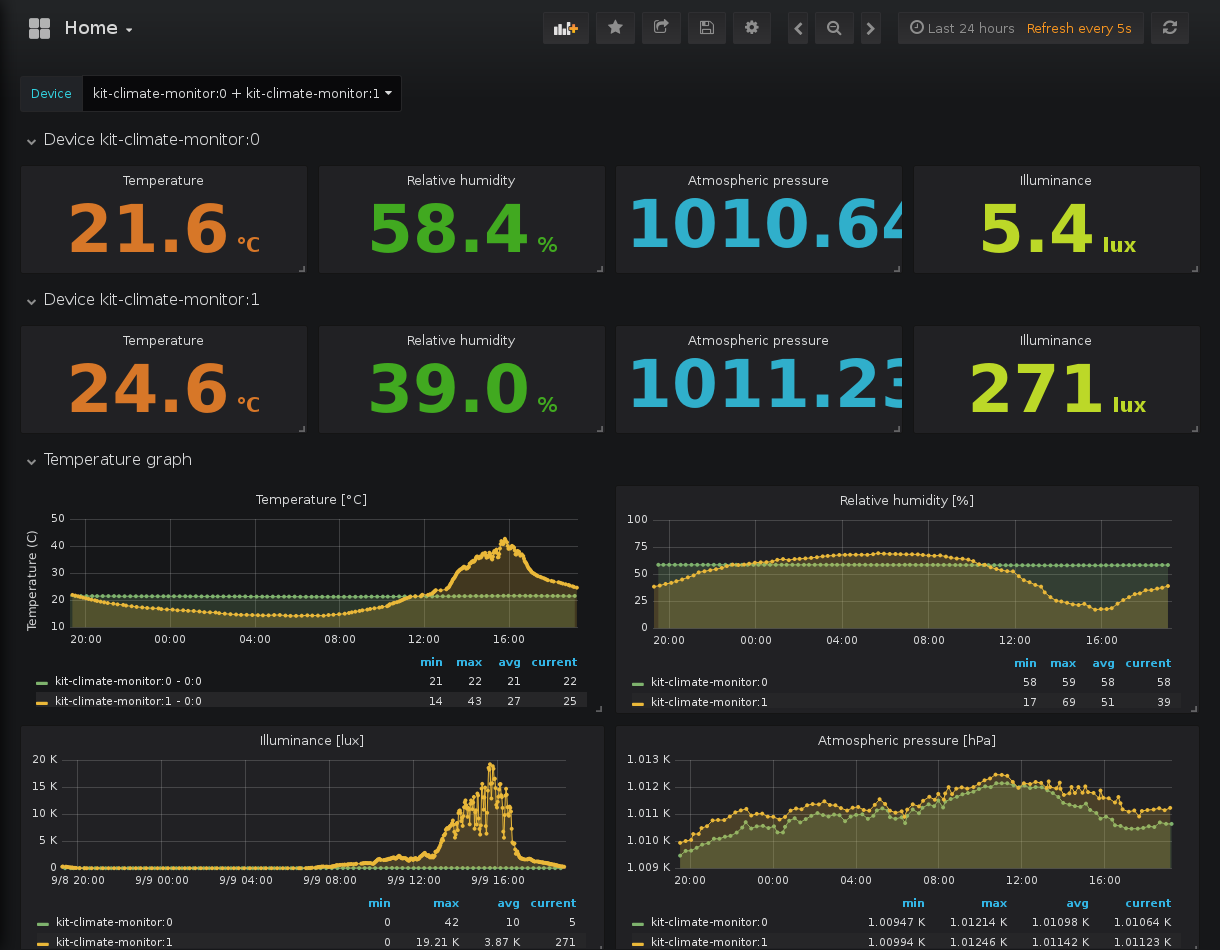 Home
Last 24 hours Refresh every 5s
Device kit-climate-monitor:0 + kit-climate-monitor:1
Device kit-climate-monitor:0
Temperature Relative humidity Atmospheric pressure Illuminance
21.6 °C 58.4 % 1010.64 5.4 lux
Device kit-climate-monitor:1
Temperature Relative humidity Atmospheric pressure Illuminance
24.6 °C 39.0 % 1011.23 271 lux
Temperature graph
Temperature [°C]
Temperature (C)
50
40
30
20
10
20:00 00:00 04:00 08:00 12:00 16:00
min max avg current
kit-climate-monitor:0 - 0:0 21 22 21 22
kit-climate-monitor:1 - 0:0 14 43 27 25
Relative humidity [%]
100
75
50
25
0
20:00 00:00 04:00 08:00 12:00 16:00
min max avg current
kit-climate-monitor:0 58 59 58 58
kit-climate-monitor:1 17 69 51 39
Illuminance [lux]
20 K
15 K
10 K
5 K
0
9/8 20:00 9/9 00:00 9/9 04:00 9/9 08:00 9/9 12:00 9/9 16:00
min max avg current
kit-climate-monitor:0 0 42 10 5
kit-climate-monitor:1 0 19.21 K 3.87 K 271
Atmospheric pressure [hPa]
1.013 K
1.012 K
1.011 K
1.010 K
1.009 K
20:00 00:00 04:00 08:00 12:00 16:00
min max avg current
kit-climate-monitor:0 1.00947 K 1.01214 K 1.01098 K 1.01064 K
kit-climate-monitor:1 1.00994 K 1.01246 K 1.01142 K 1.01123 K